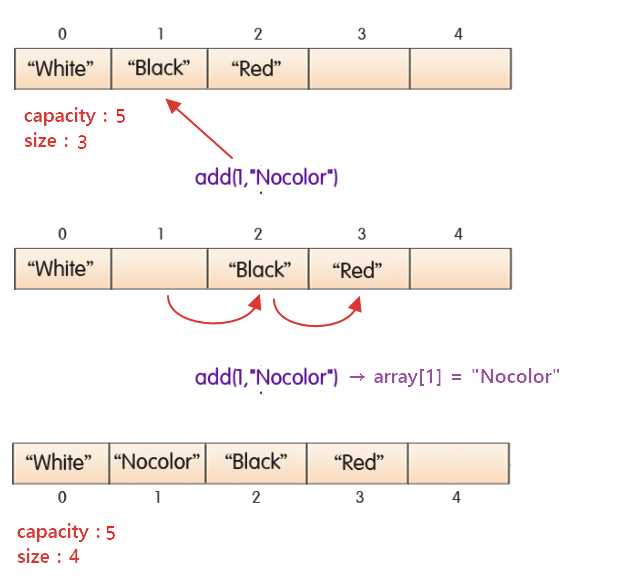 0 1 2 3 4
“White” “Black” “Red”
capacity : 5
size : 3
add(1,"Nocolor")
0 1 2 3 4
“White” “Black” “Red”
add(1,"Nocolor") → array[1] = "Nocolor"
“White” “Nocolor” “Black” “Red”
0 1 2 3 4
capacity : 5
size : 4